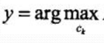 y = arg max
c_k